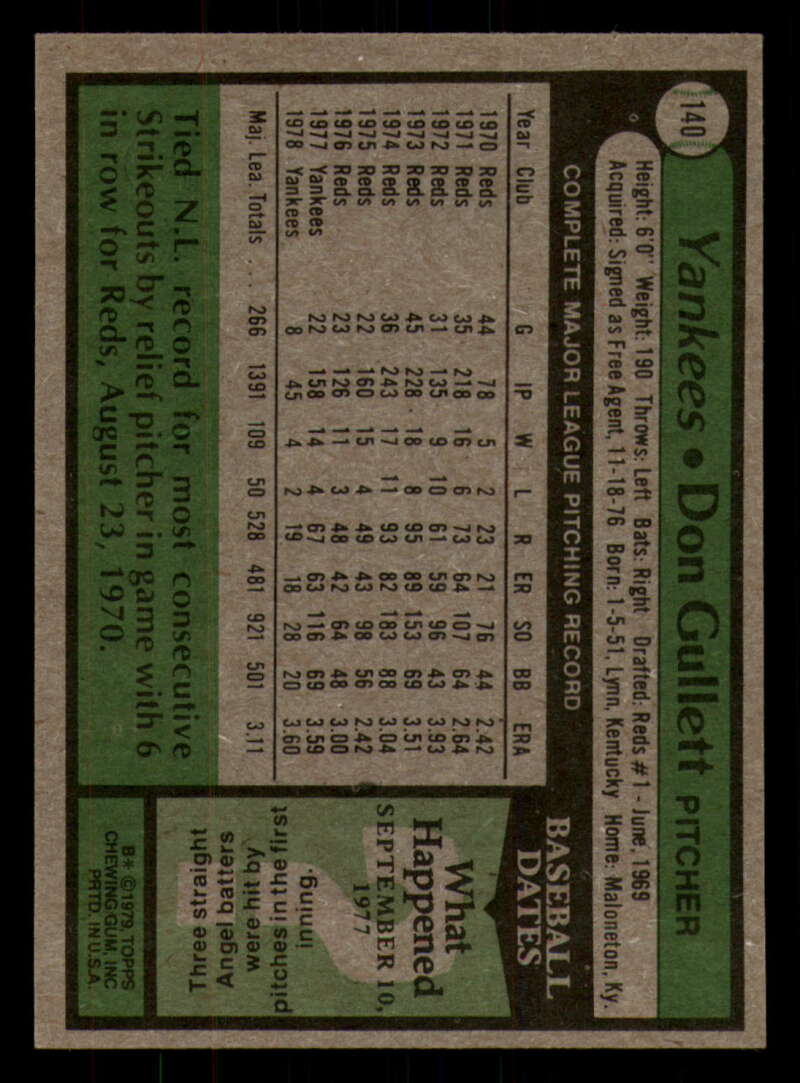 140
Yankees • Don Gullett PITCHER
Height: 6'0" Weight: 190 Throws: Left Bats: Right Drafted: Reds #1 - June, 1969
Acquired: Signed as Free Agent, 11-18-76 Born: 1-5-51, Lynn, Kentucky Home: Maloneton, Ky.
COMPLETE MAJOR LEAGUE PITCHING RECORD
Year Club G IP W L R ER SO BB ERA
1970 Reds 44 78 5 2 23 21 76 44 2.42
1971 Reds 35 218 16 6 73 64 107 64 2.64
1972 Reds 31 135 9 10 61 59 96 43 3.93
1973 Reds 45 228 18 8 95 89 153 69 3.51
1974 Reds 36 243 17 11 93 82 183 88 3.04
1975 Reds 22 160 15 4 49 43 98 56 2.42
1976 Reds 23 126 11 3 48 42 64 48 3.00
1977 Yankees 22 158 14 4 67 63 116 69 3.59
1978 Yankees 8 45 4 2 19 18 28 20 3.60
Maj. Lea. Totals . . . 266 1391 109 50 528 481 921 501 3.11
Tied N.L. record for most consecutive
Strikeouts by relief pitcher in game with 6
in row for Reds, August 23, 1970.
BASEBALL
DATES
What
Happened
SEPTEMBER 10,
1977
?
Three straight
Angel batters
were hit by
pitches in the first
inning.
B* © 1979, TOPPS
CHEWING GUM, INC
PRTD. IN U.S.A.